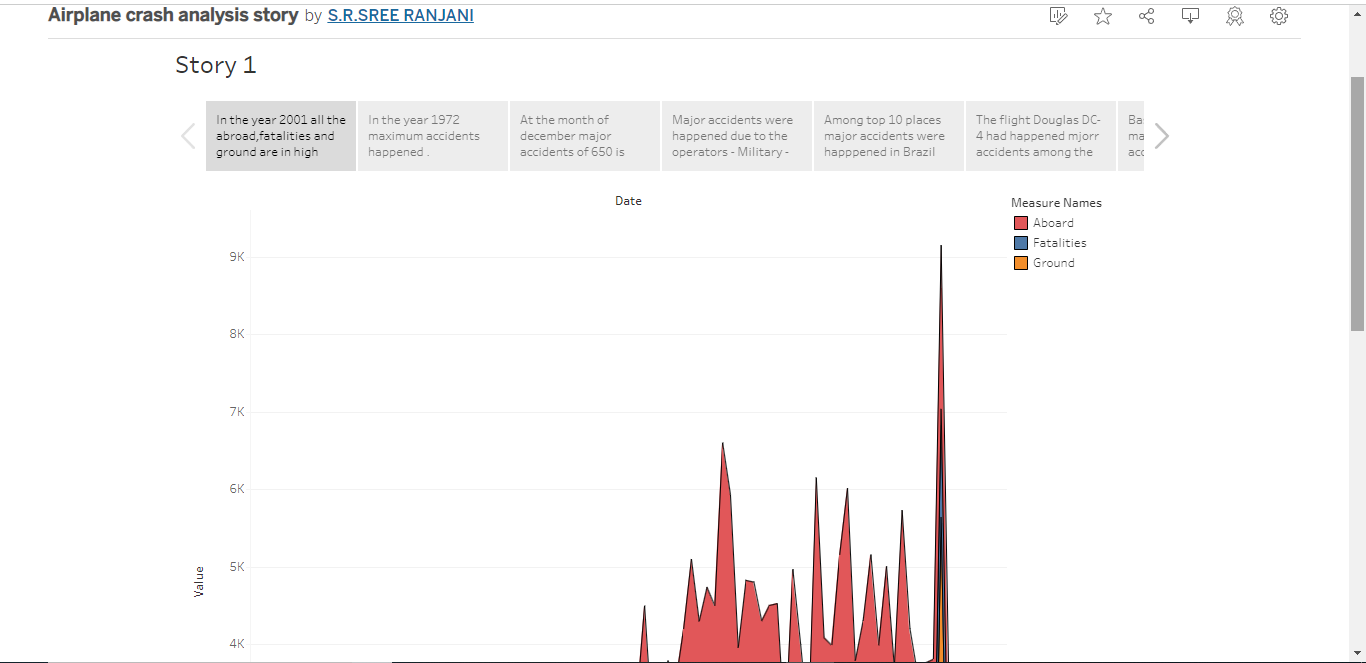 Airplane crash analysis story by S.R.SREE RANJANI
Story 1
In the year 2001 all the
abroad,fatalities and
ground are in high
In the year 1972
maximum accidents
happened .
At the month of
december major
accidents of 650 is
Major accidents were
happened due to the
operators - Military -
Among top 10 places
major accidents were
happpened in Brazil
The flight Douglas DC-
4 had happened mjorr
accidents among the
Ba
ma
acc
Date
Measure Names
Aboard
Fatalities
Ground
9K
8K
7K
6K
5K
4K
Value